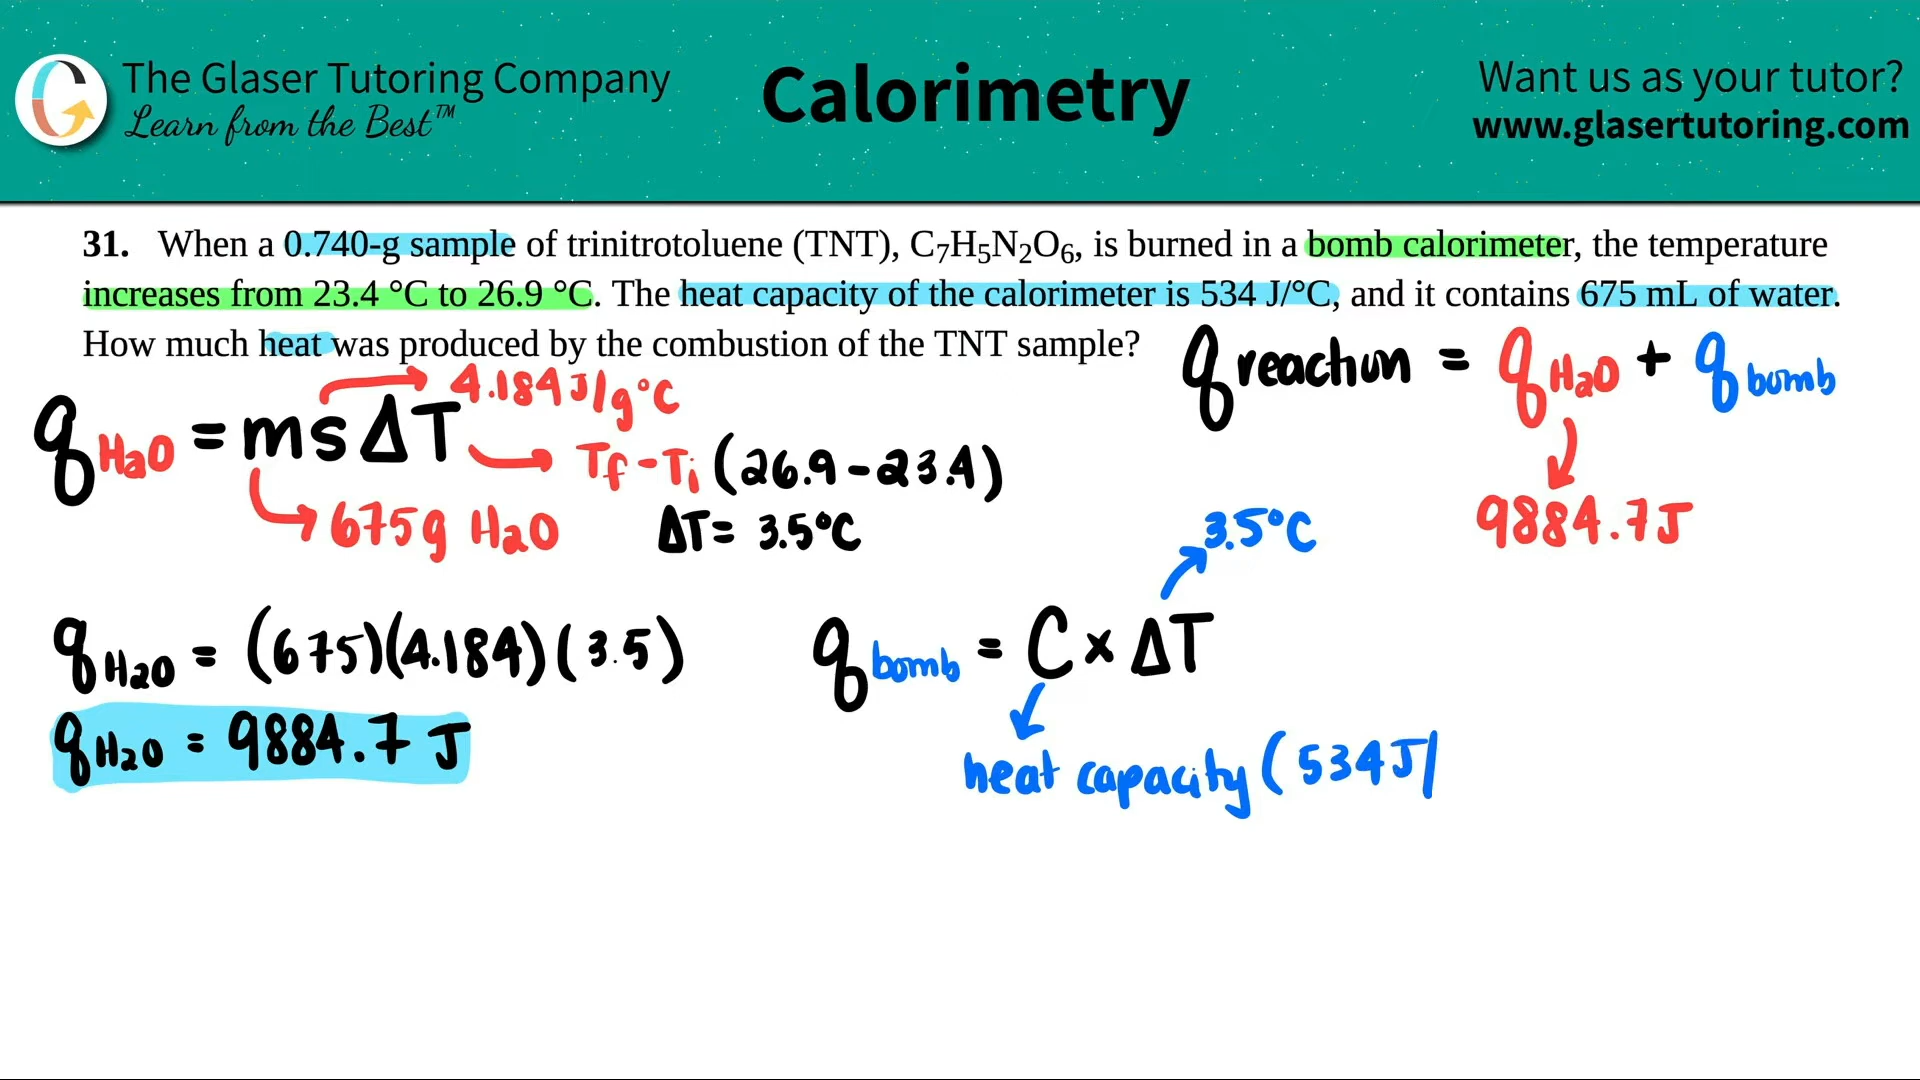 The Glaser Tutoring Company
Learn from the Best™
Calorimetry
Want us as your tutor?
www.glasertutoring.com
31. When a 0.740-g sample of trinitrotoluene (TNT), C₇H₅N₂O₆, is burned in a bomb calorimeter, the temperature
increases from 23.4 °C to 26.9 °C. The heat capacity of the calorimeter is 534 J/°C, and it contains 675 mL of water.
How much heat was produced by the combustion of the TNT sample?
q reaction = q H₂O + q bomb
9884.7 J
4.184 J/g°C
q H₂O = ms ΔT
Tf - Ti (26.9 - 23.4)
675 g H₂O
ΔT = 3.5°C
q H₂O = (675)(4.184)(3.5)
q H₂O = 9884.7 J
3.5°C
q bomb = C × ΔT
heat capacity (534 J/